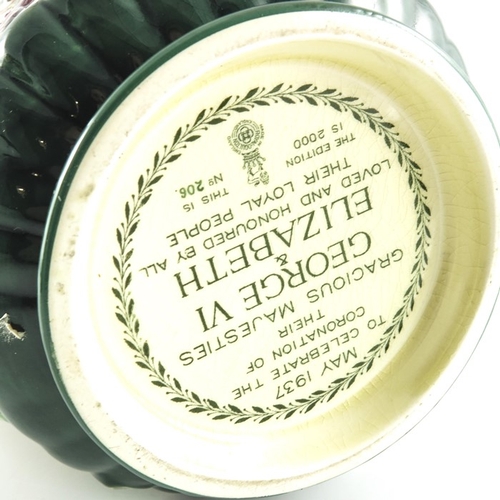 MAY 1937
TO CELEBRATE THE
CORONATION OF
THEIR
GRACIOUS MAJESTIES
GEORGE VI
&
ELIZABETH
LOVED AND HONOURED BY ALL
THEIR LOYAL PEOPLE
THE EDITION
IS 2000
THIS IS
Nº 206.